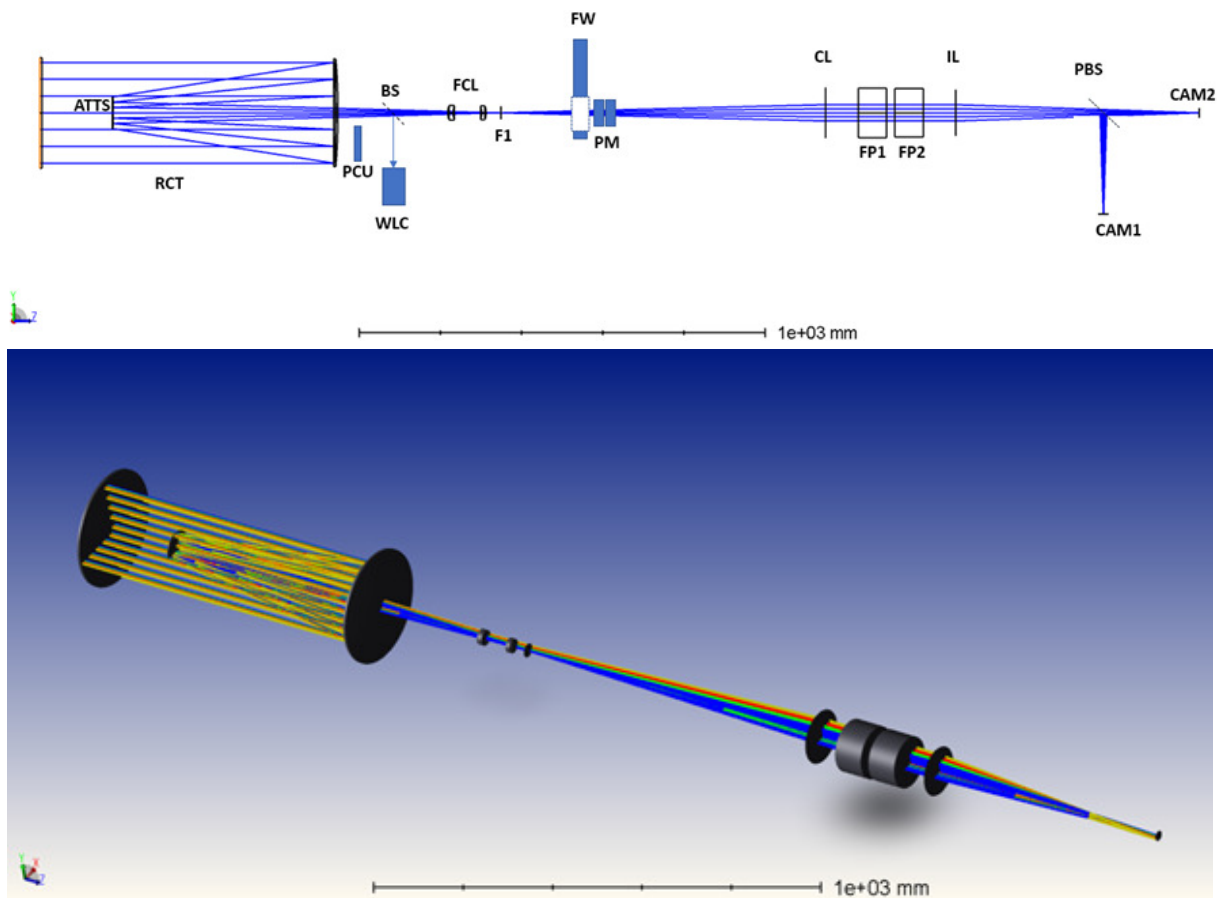 FW
CL
IL
PBS
BS
FCL
ATTS
CAM2
F1
PM
FP1
FP2
PCU
RCT
WLC
CAM1
Y
Z
1e+03 mm
Y
X
Z
1e+03 mm